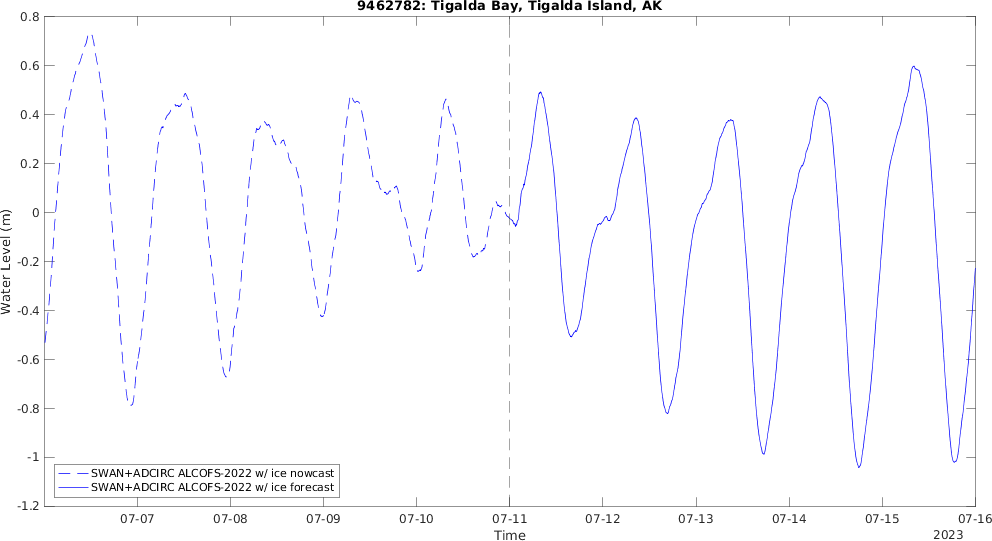 9462782: Tigalda Bay, Tigalda Island, AK
0.8
0.6
0.4
0.2
0
-0.2
-0.4
-0.6
-0.8
-1
-1.2
Water Level (m)
SWAN+ADCIRC ALCOFS-2022 w/ ice nowcast
SWAN+ADCIRC ALCOFS-2022 w/ ice forecast
07-07 07-08 07-09 07-10 07-11 07-12 07-13 07-14 07-15 07-16
Time
2023